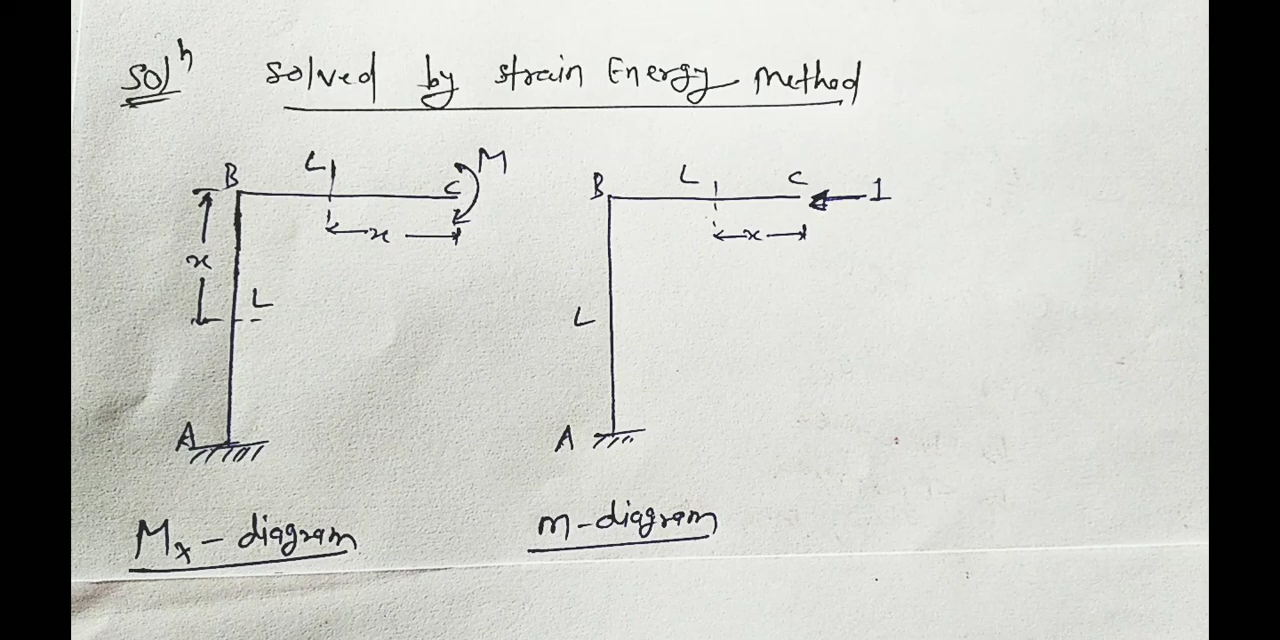 Solⁿ Solved by strain Energy Method
B L C M
x
x L
A
B L C 1
x
L
A
Mx - diagram
m - diagram